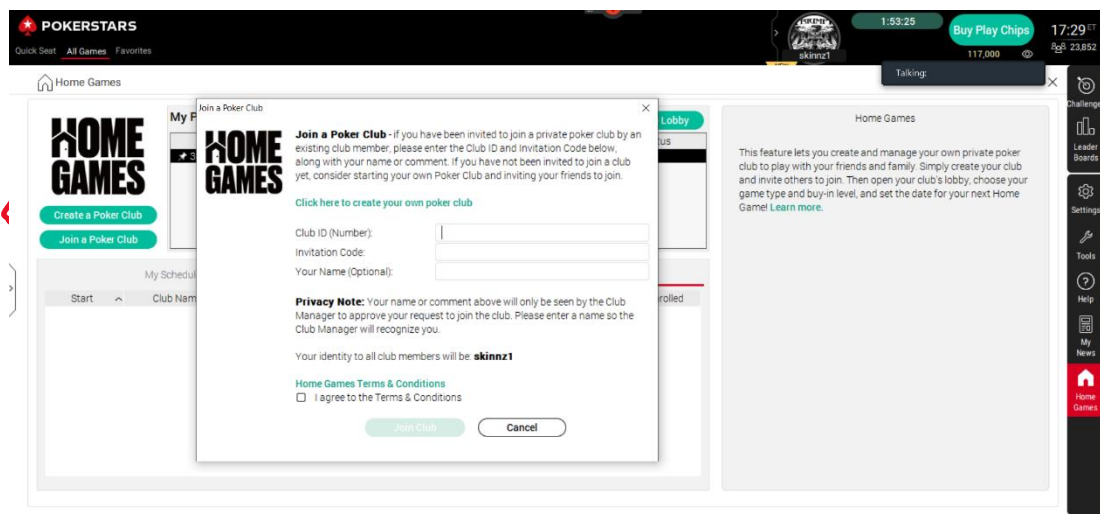 POKERSTARS
Quick Seat All Games Favorites
skinnz1
1:53:25
Buy Play Chips
117,000
17:29 ET
23,852
Talking:
Home Games
HOME
GAMES
Create a Poker Club
Join a Poker Club
My P
Lobby
tus
3
My Schedul
Start Club Nam
rolled
Join a Poker Club
HOME
GAMES
Join a Poker Club - if you have been invited to join a private poker club by an
existing club member, please enter the Club ID and Invitation Code below,
along with your name or comment. If you have not been invited to join a club
yet, consider starting your own Poker Club and inviting your friends to join.
Click here to create your own poker club
Club ID (Number):
Invitation Code:
Your Name (Optional):
Privacy Note: Your name or comment above will only be seen by the Club
Manager to approve your request to join the club. Please enter a name so the
Club Manager will recognize you.
Your identity to all club members will be: skinnz1
Home Games Terms & Conditions
I agree to the Terms & Conditions
Join Club Cancel
Home Games
This feature lets you create and manage your own private poker
club to play with your friends and family. Simply create your club
and invite others to join. Then open your club's lobby, choose your
game type and buy-in level, and set the date for your next Home
Game! Learn more.
Challenge
Leader
Boards
Settings
Tools
Help
My
News
Home
Games